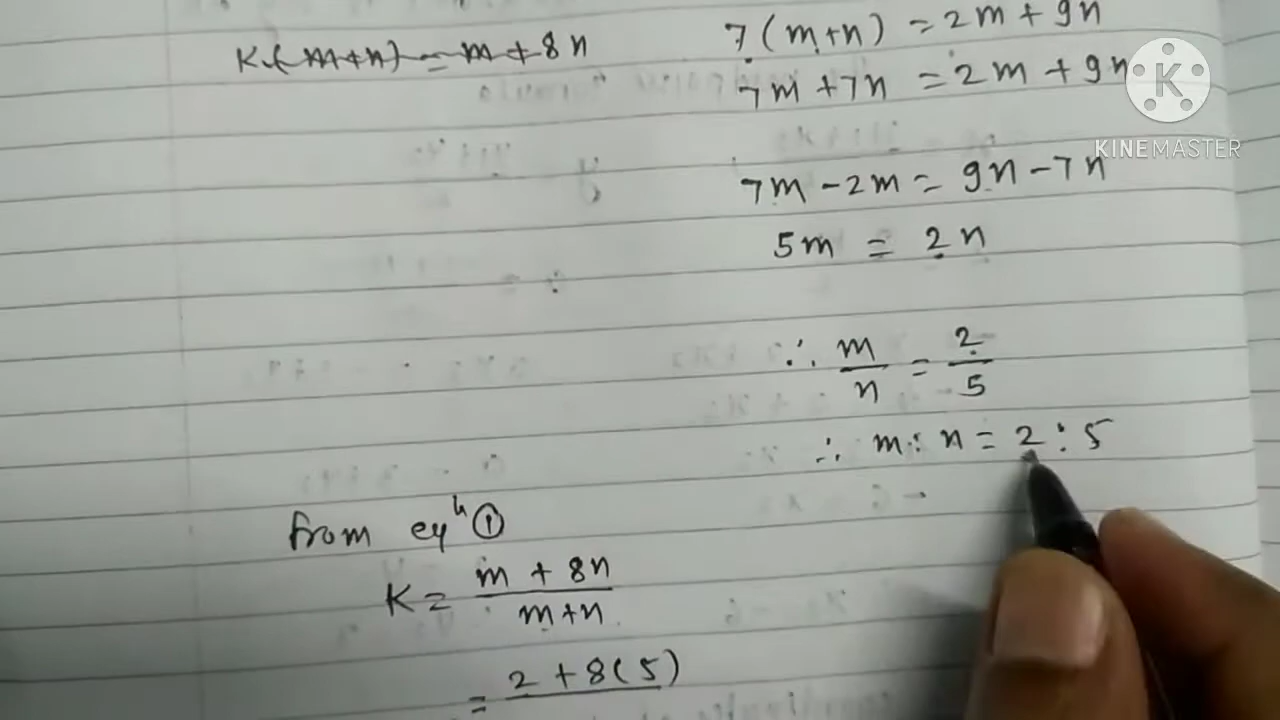 K(m+n) = m + 8n
7(m+n) = 2m + 9n
7m + 7n = 2m + 9n
K
KINEMASTER
7m - 2m = 9n - 7n
5m = 2n
∴ m/n = 2/5
∴ m : n = 2 : 5
from eqn ①
K = m + 8n / m+n
= 2 + 8(5)